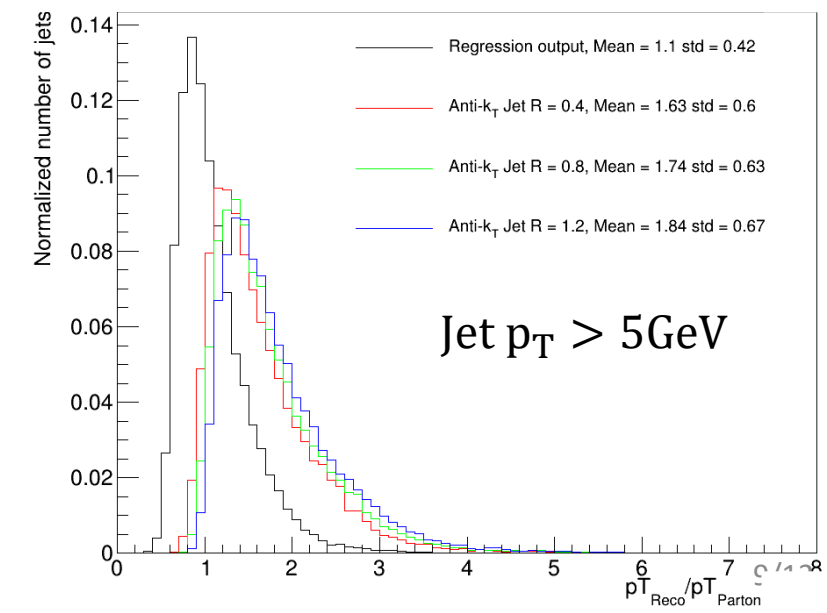 Normalized number of jets
0.14
0.12
0.1
0.08
0.06
0.04
0.02
0
Regression output, Mean = 1.1 std = 0.42
Anti-k_T Jet R = 0.4, Mean = 1.63 std = 0.6
Anti-k_T Jet R = 0.8, Mean = 1.74 std = 0.63
Anti-k_T Jet R = 1.2, Mean = 1.84 std = 0.67
Jet p_T > 5GeV
0 1 2 3 4 5 6 7 8
pT_Reco/pT_Parton